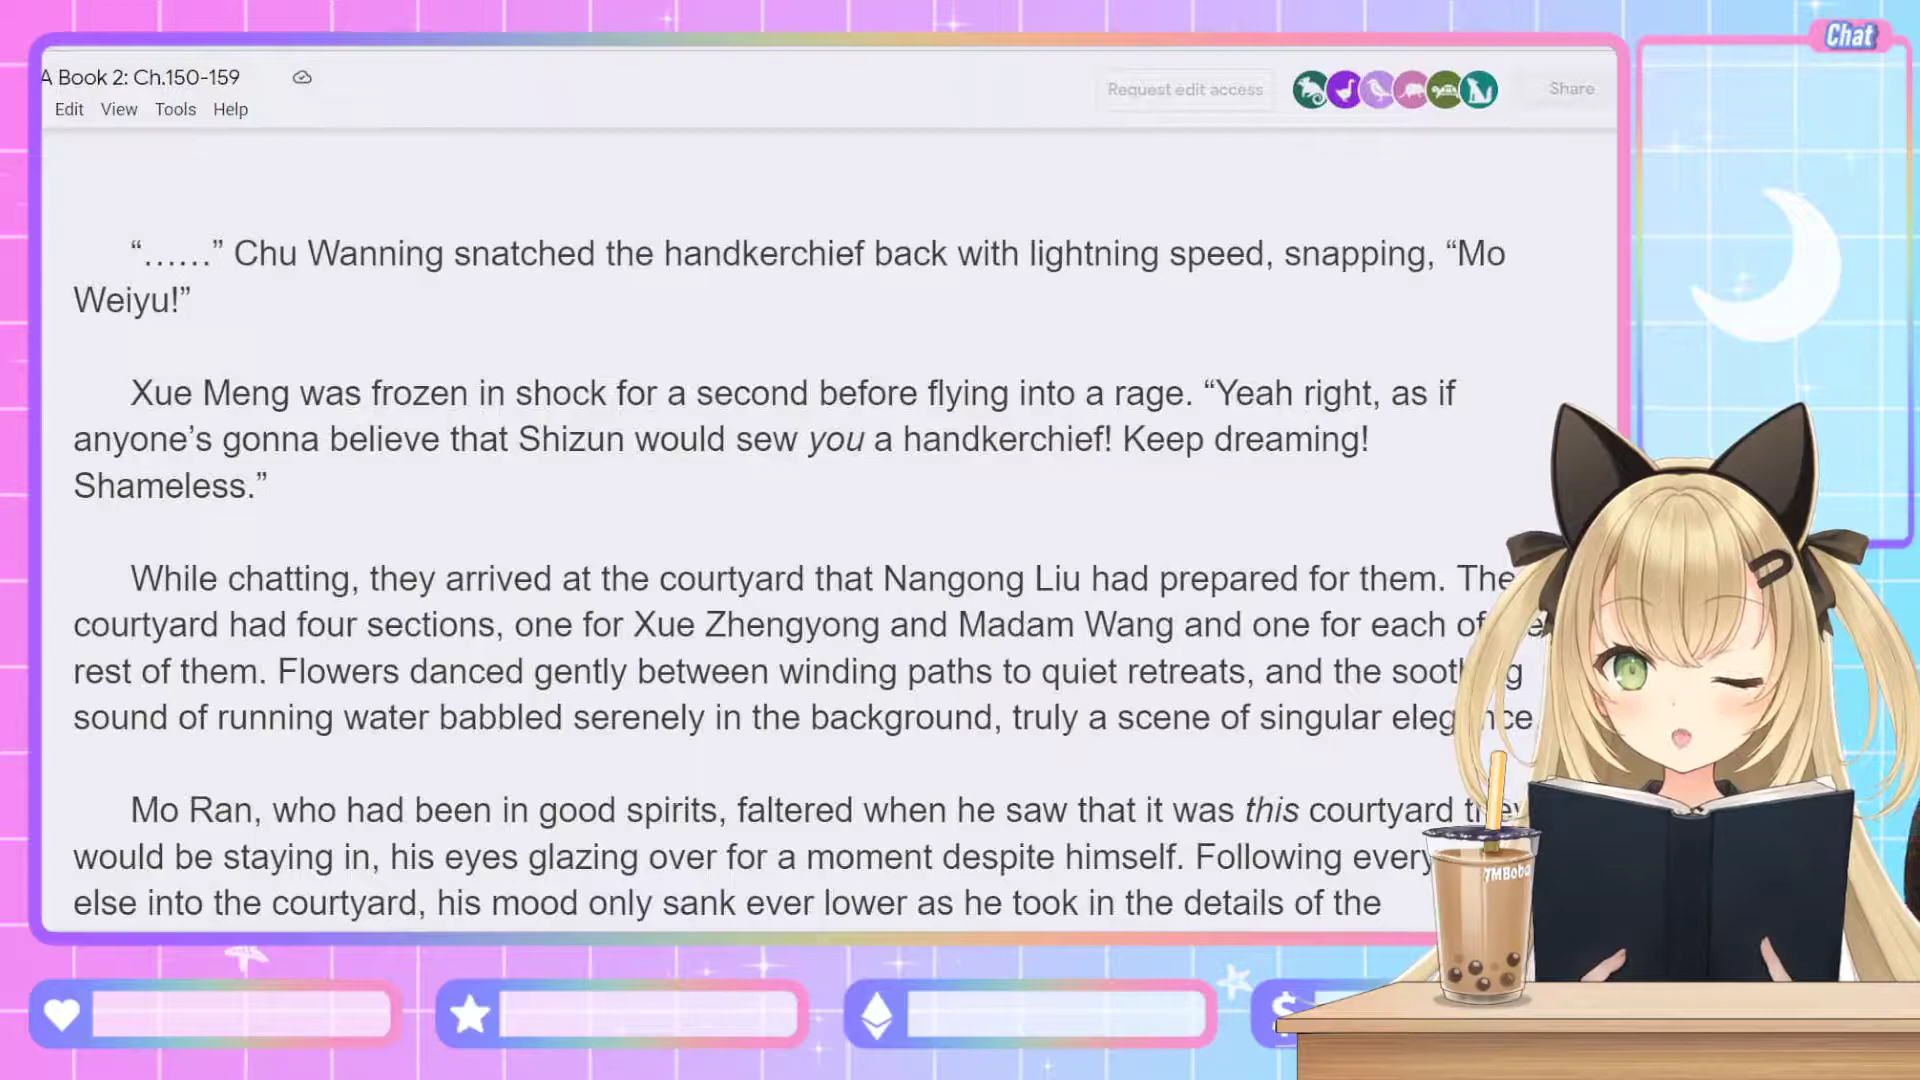 Chat
A Book 2: Ch.150-159
Request edit access
Share
Edit View Tools Help
“……” Chu Wanning snatched the handkerchief back with lightning speed, snapping, “Mo
Weiyu!”
Xue Meng was frozen in shock for a second before flying into a rage. “Yeah right, as if
anyone’s gonna believe that Shizun would sew you a handkerchief! Keep dreaming!
Shameless.”
While chatting, they arrived at the courtyard that Nangong Liu had prepared for them. The
courtyard had four sections, one for Xue Zhengyong and Madam Wang and one for each of
rest of them. Flowers danced gently between winding paths to quiet retreats, and the
sound of running water babbled serenely in the background, truly a scene of singular
Mo Ran, who had been in good spirits, faltered when he saw that it was this courtyard they
would be staying in, his eyes glazing over for a moment despite himself. Following every
else into the courtyard, his mood only sank ever lower as he took in the details of the
7MBoba